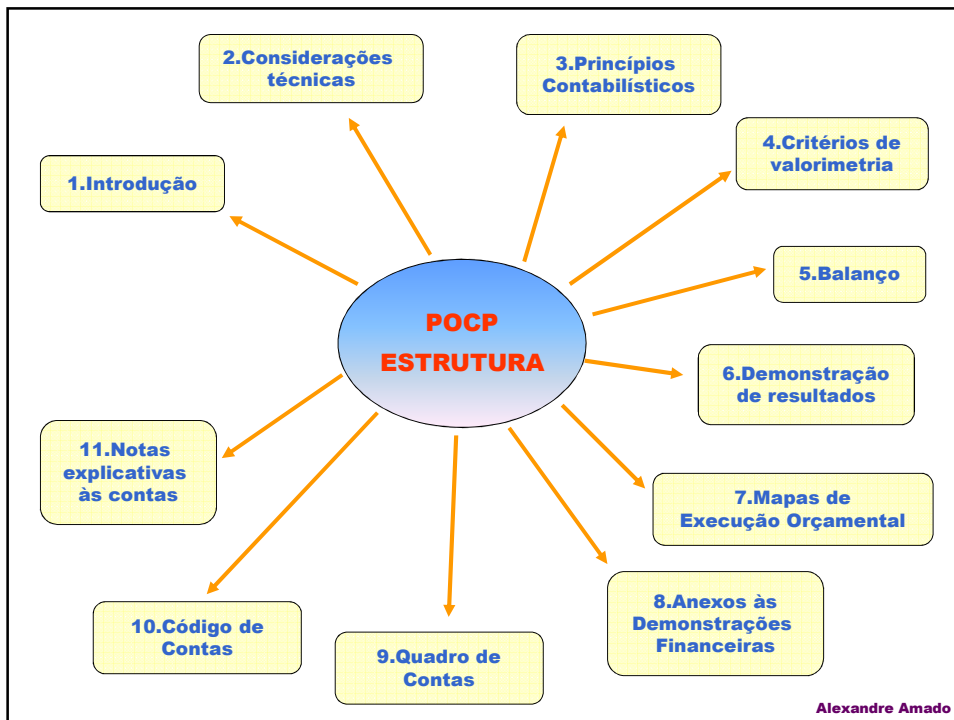 POCP
ESTRUTURA
1.Introdução
2.Considerações
técnicas
3.Princípios
Contabilísticos
4.Critérios de
valorimetria
5.Balanço
6.Demonstração
de resultados
7.Mapas de
Execução Orçamental
8.Anexos às
Demonstrações
Financeiras
9.Quadro de
Contas
10.Código de
Contas
11.Notas
explicativas
às contas
Alexandre Amado